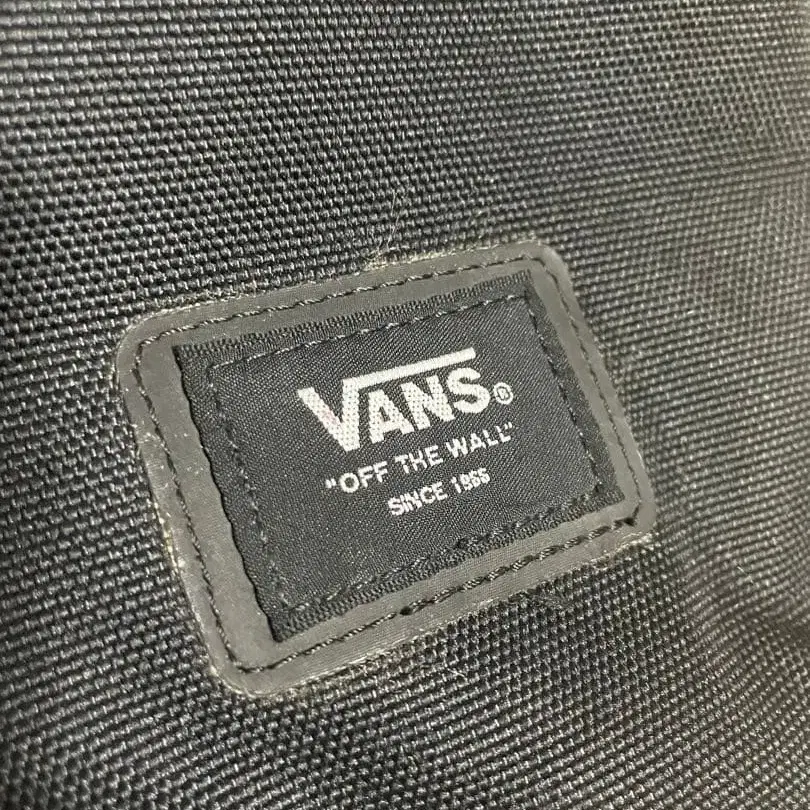 VANS®
"OFF THE WALL"
SINCE 1966